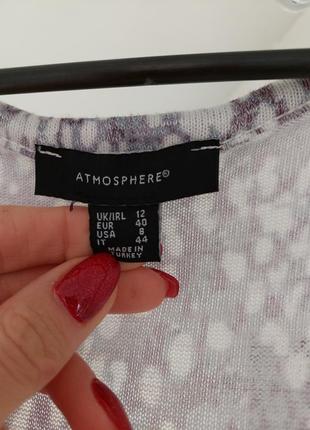 ATMOSPHERE®
UK/IRL 12
EUR 40
USA 8
IT 44
MADE IN
TURKEY